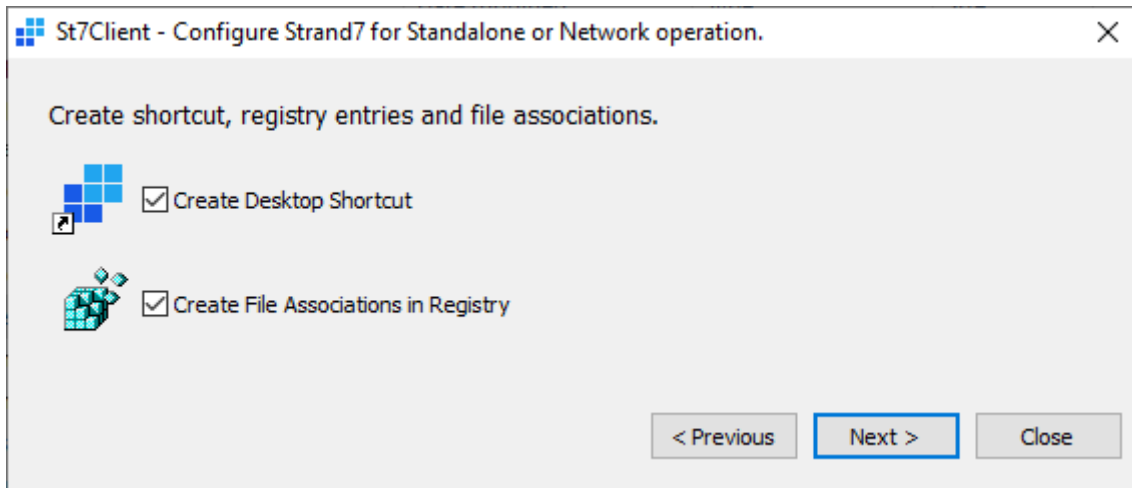 St7Client - Configure Strand7 for Standalone or Network operation.
Create shortcut, registry entries and file associations.
Create Desktop Shortcut
Create File Associations in Registry
< Previous
Next >
Close